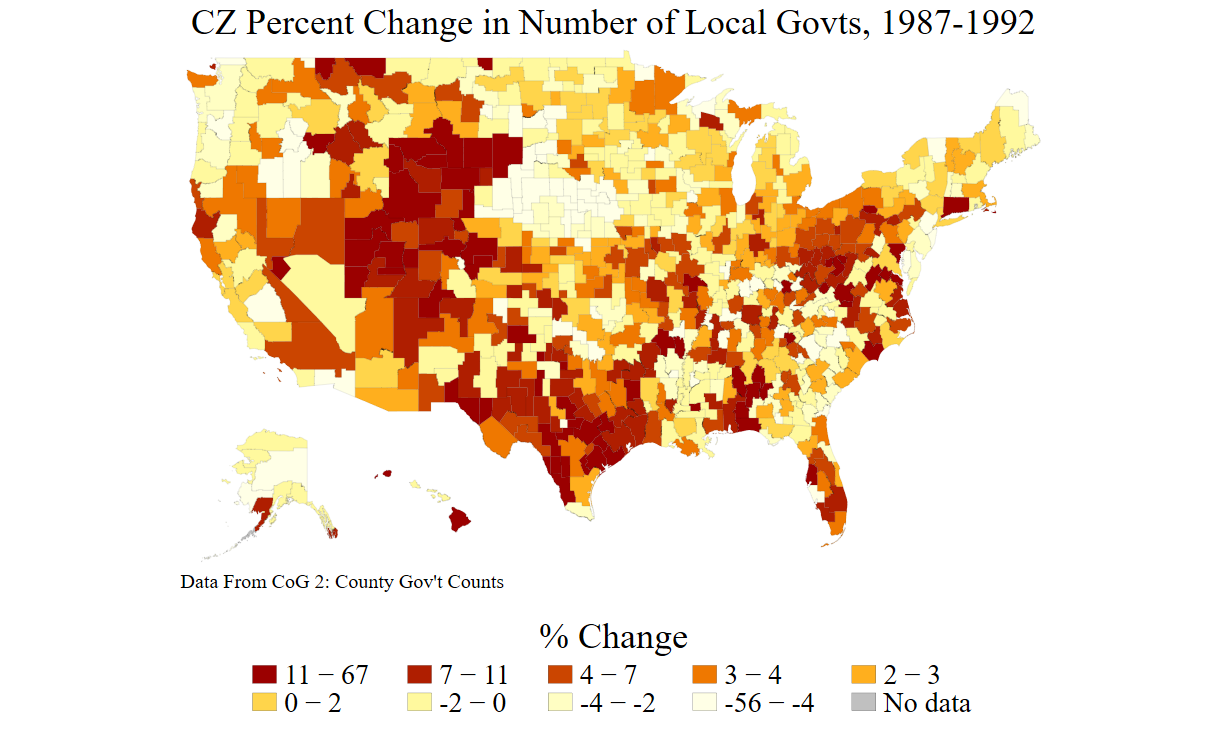 CZ Percent Change in Number of Local Govts, 1987-1992
Data From CoG 2: County Gov't Counts
% Change
11 − 67 7 − 11 4 − 7 3 − 4 2 − 3
0 − 2 -2 − 0 -4 − -2 -56 − -4 No data